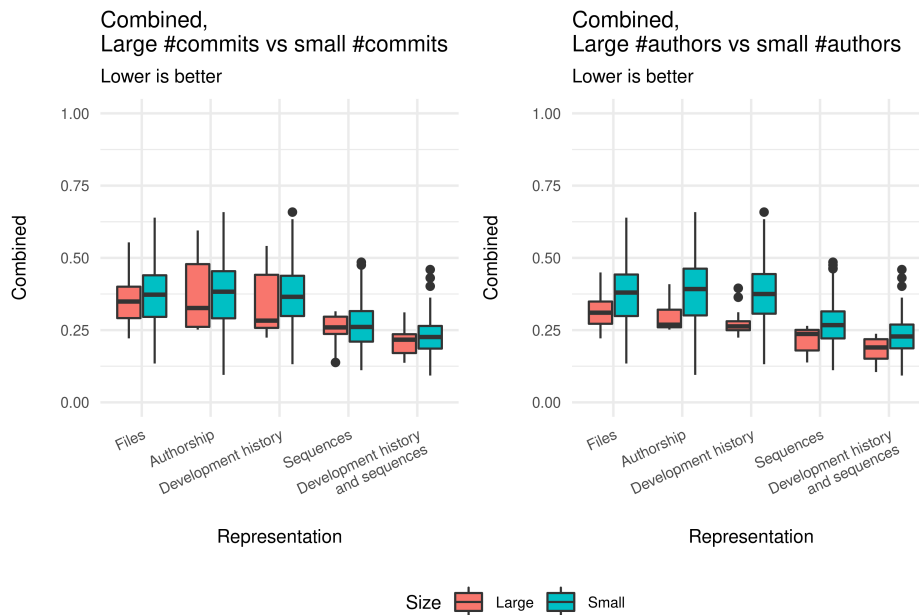 Combined,
Large #commits vs small #commits
Lower is better
Combined
1.00
0.75
0.50
0.25
0.00
Files
Authorship
Development history
Sequences
Development history
and sequences
Representation
Combined,
Large #authors vs small #authors
Lower is better
Combined
1.00
0.75
0.50
0.25
0.00
Files
Authorship
Development history
Sequences
Development history
and sequences
Representation
Size Large Small